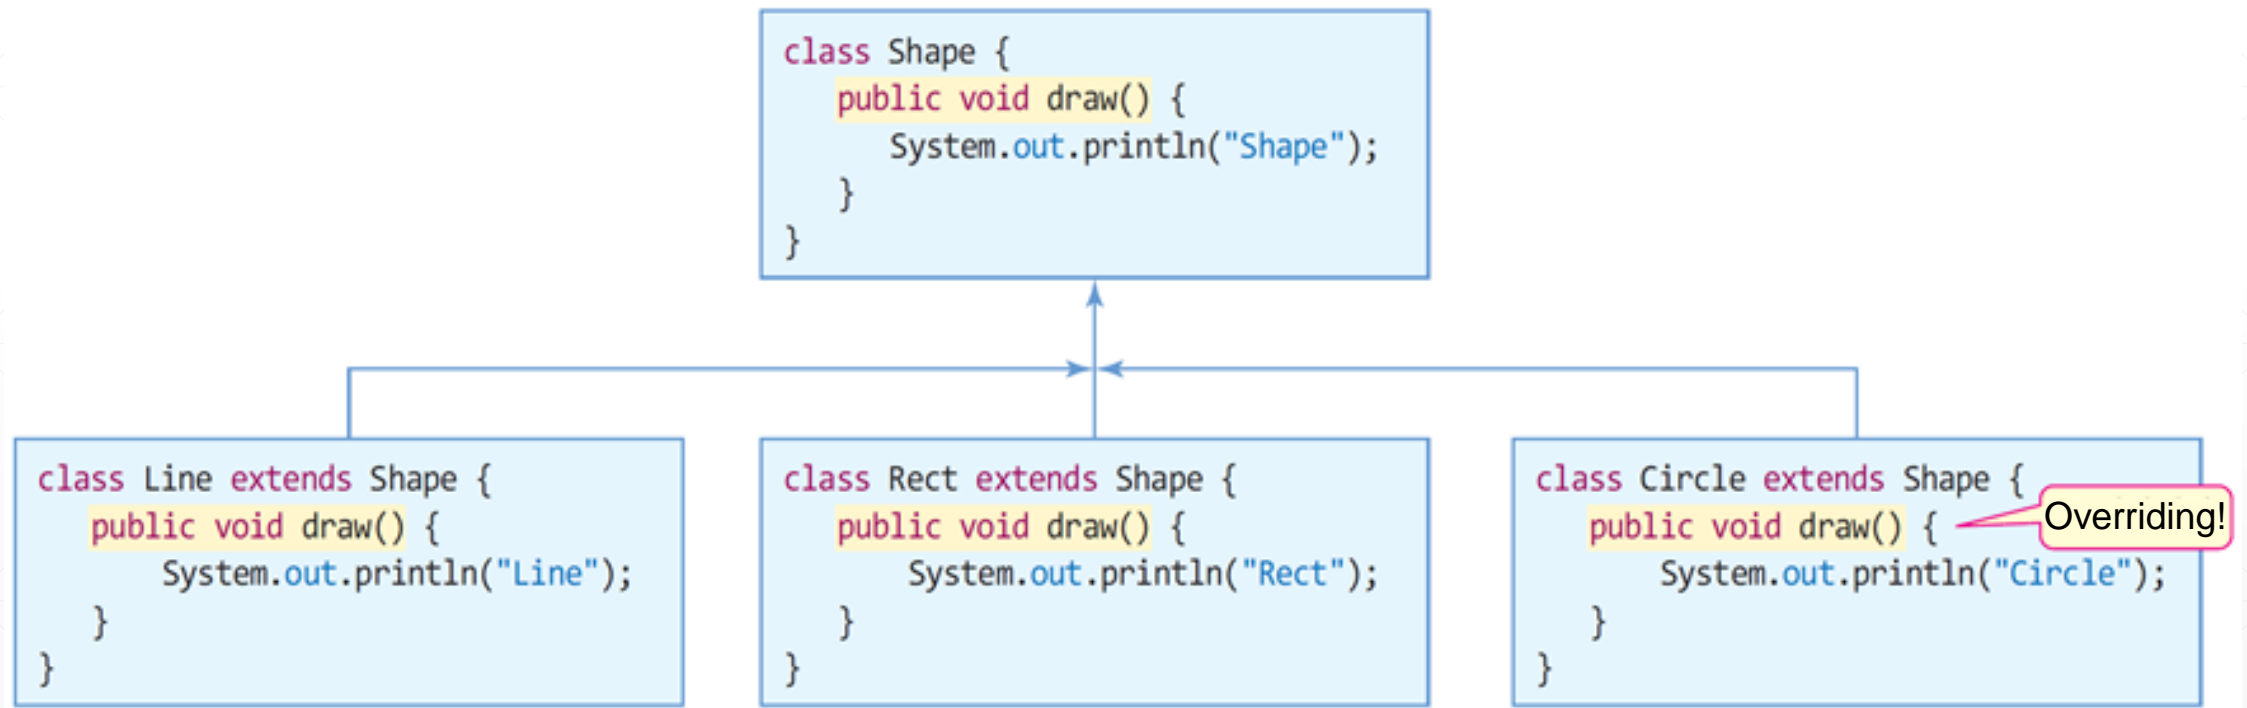 class Shape {
public void draw() {
System.out.println("Shape");
}
}
class Line extends Shape {
public void draw() {
System.out.println("Line");
}
}
class Rect extends Shape {
public void draw() {
System.out.println("Rect");
}
}
class Circle extends Shape {
public void draw() {
System.out.println("Circle");
}
}
Overriding!